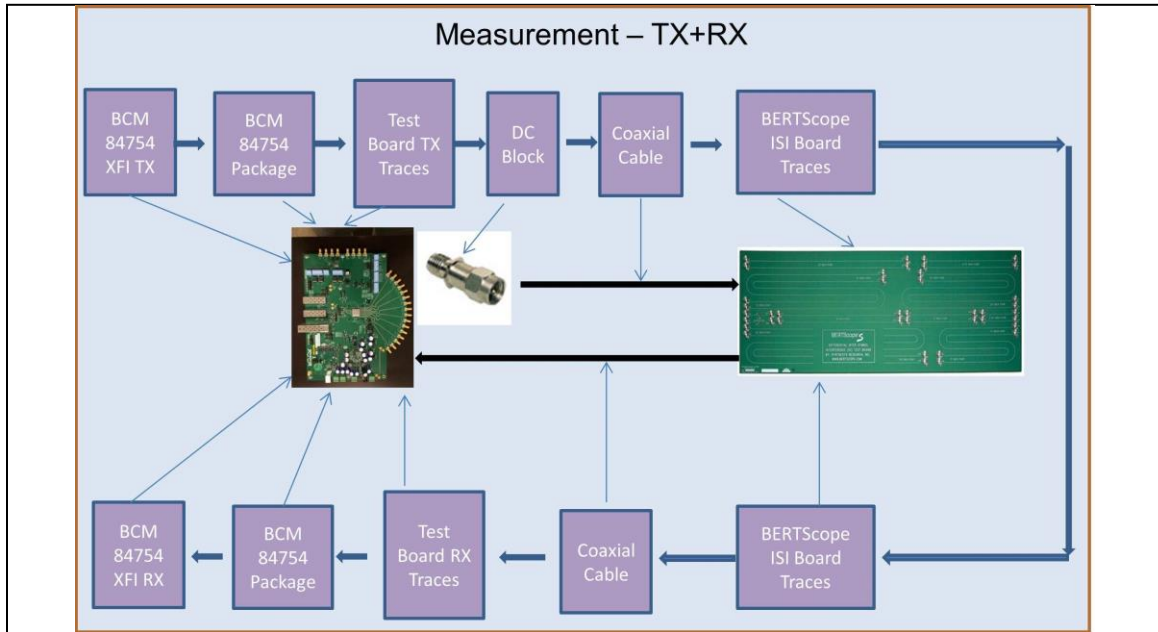 Measurement – TX+RX
BCM
84754
XFI TX
BCM
84754
Package
Test
Board TX
Traces
DC
Block
Coaxial
Cable
BERTScope
ISI Board
Traces
BERTScope
BCM
84754
XFI RX
BCM
84754
Package
Test
Board RX
Traces
Coaxial
Cable
BERTScope
ISI Board
Traces